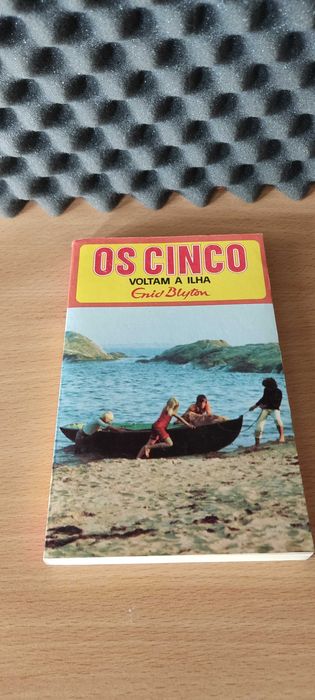 OS CINCO
VOLTAM A ILHA
Enid Blyton